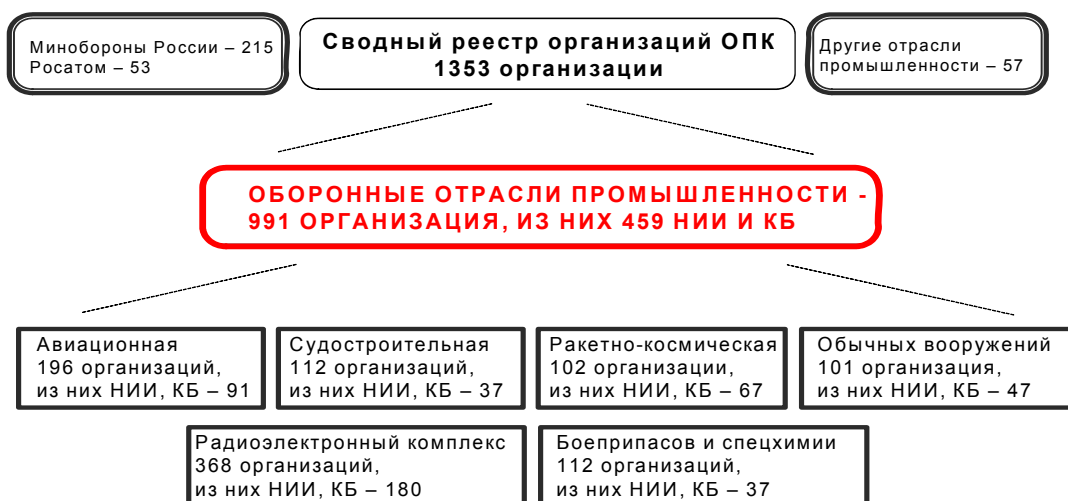 Минобороны России – 215
Росатом – 53
Сводный реестр организаций ОПК
1353 организации
Другие отрасли
промышленности – 57
ОБОРОННЫЕ ОТРАСЛИ ПРОМЫШЛЕННОСТИ -
991 ОРГАНИЗАЦИЯ, ИЗ НИХ 459 НИИ И КБ
Авиационная
196 организаций,
из них НИИ, КБ – 91
Судостроительная
112 организаций,
из них НИИ, КБ – 37
Ракетно-космическая
102 организации,
из них НИИ, КБ – 67
Обычных вооружений
101 организация,
из них НИИ, КБ – 47
Радиоэлектронный комплекс
368 организаций,
из них НИИ, КБ – 180
Боеприпасов и спецхимии
112 организаций,
из них НИИ, КБ – 37